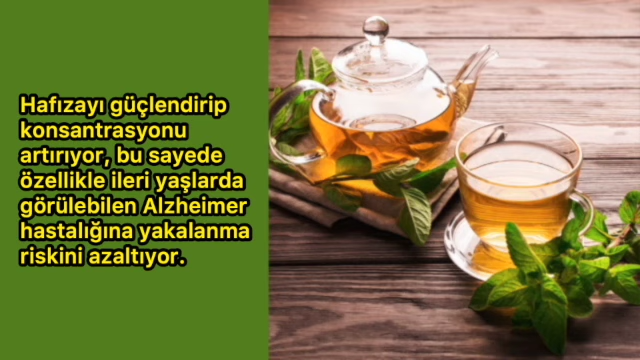 Hafızayı güçlendirip
konsantrasyonu
artırıyor, bu sayede
özellikle ileri yaşlarda
görülebilen Alzheimer
hastalığına yakalanma
riskini azaltıyor.